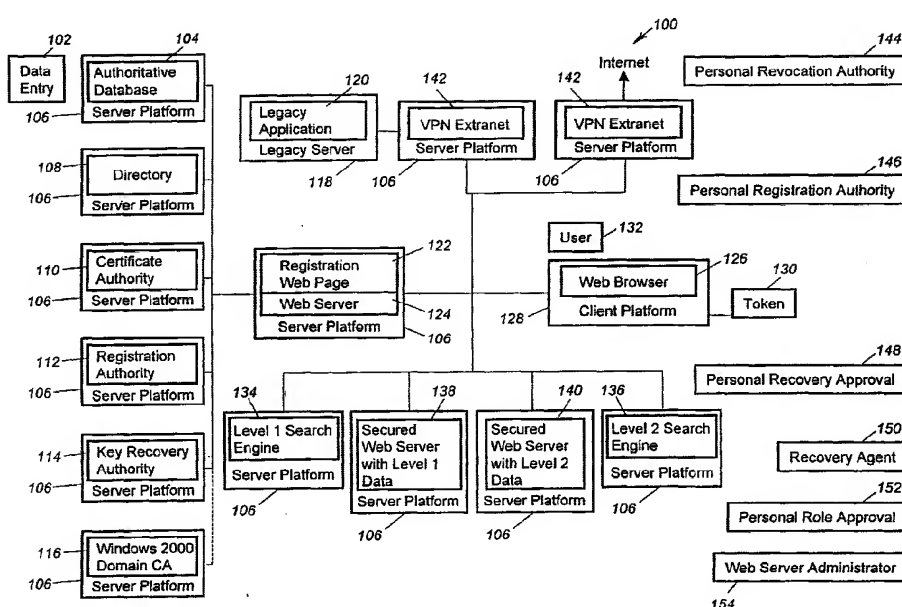 100
102
Data
Entry
104
Authoritative
Database
Server Platform
106
108
Directory
Server Platform
106
110
Certificate
Authority
Server Platform
106
112
Registration
Authority
Server Platform
106
114
Key Recovery
Authority
Server Platform
106
116
Windows 2000
Domain CA
Server Platform
106
120
Legacy
Application
Legacy Server
118
142
VPN Extranet
Server Platform
106
Internet
142
VPN Extranet
Server Platform
106
122
Registration
Web Page
Web Server
124
Server Platform
106
User
132
126
Web Browser
Client Platform
128
130
Token
134
Level 1 Search
Engine
Server Platform
106
138
Secured
Web Server
with Level 1
Data
Server Platform
106
140
Secured
Web Server
with Level 2
Data
Server Platform
106
136
Level 2 Search
Engine
Server Platform
106
144
Personal Revocation Authority
146
Personal Registration Authority
148
Personal Recovery Approval
150
Recovery Agent
152
Personal Role Approval
Web Server Administrator
154